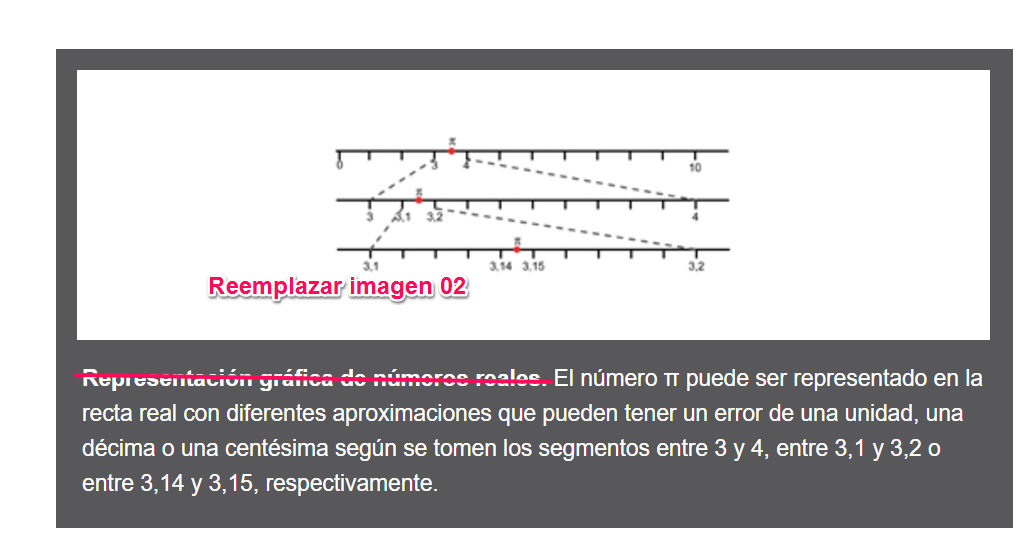 π
0 3 4 10
π
3 3,1 3,2 4
π
3,1 3,14 3,15 3,2
Reemplazar imagen 02
Representación gráfica de números reales. El número π puede ser representado en la
recta real con diferentes aproximaciones que pueden tener un error de una unidad, una
décima o una centésima según se tomen los segmentos entre 3 y 4, entre 3,1 y 3,2 o
entre 3,14 y 3,15, respectivamente.